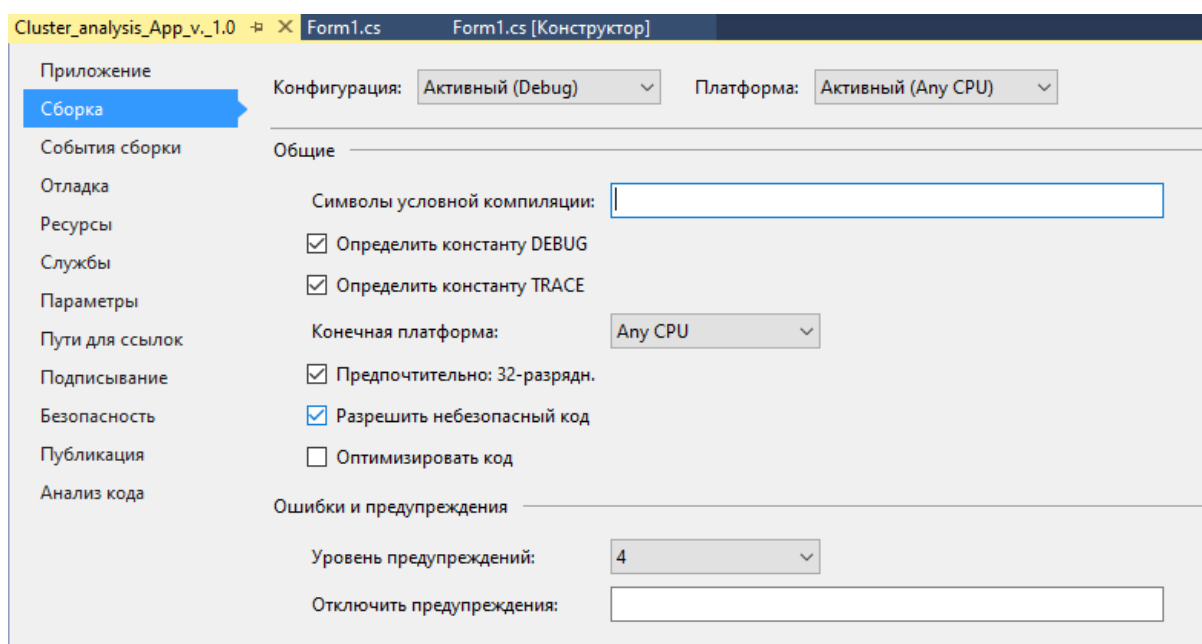 Cluster_analysis_App_v._1.0 Form1.cs Form1.cs [Конструктор]
Приложение
Сборка
События сборки
Отладка
Ресурсы
Службы
Параметры
Пути для ссылок
Подписывание
Безопасность
Публикация
Анализ кода
Конфигурация: Активный (Debug) Платформа: Активный (Any CPU)
Общие
Символы условной компиляции:
Определить константу DEBUG
Определить константу TRACE
Конечная платформа: Any CPU
Предпочтительно: 32-разрядн.
Разрешить небезопасный код
Оптимизировать код
Ошибки и предупреждения
Уровень предупреждений: 4
Отключить предупреждения: